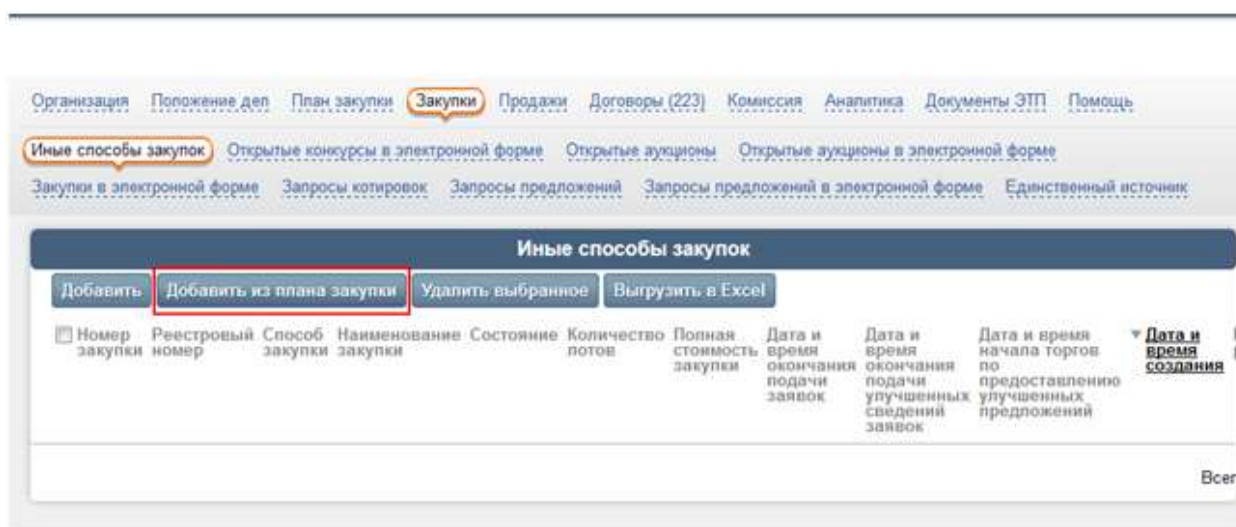 Организация Положение деп План закупки Закупки Продажи Договоры (223) Комиссия Аналитика Документы ЭТП Помощь
Иные способы закупок Открытые конкурсы в электронной форме Открытые аукционы Открытые аукционы в электронной форме
Закупки в электронной форме Запросы котировок Запросы предложений Запросы предложений в электронной форме Единственный источник
Иные способы закупок
Добавить Добавить из плана закупки Удалить выбранное Выгрузить в Excel
Номер закупки Реестровый номер Способ закупки Наименование закупки Состояние Количество лотов Полная стоимость закупки Дата и время окончания подачи заявок Дата и время окончания подачи улучшенных сведений заявок Дата и время начала торгов по предоставлению улучшенных предложений Дата и время создания
Всег